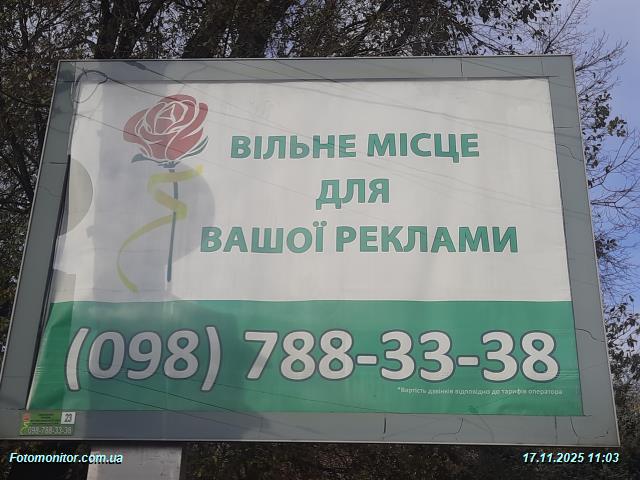 ВІЛЬНЕ МІСЦЕ
ДЛЯ
ВАШОЇ РЕКЛАМИ
(098) 788-33-38
*Вартість дзвінків відповідно до тарифів оператора
23
098-788-33-38
Fotomonitor.com.ua
17.11.2025 11:03